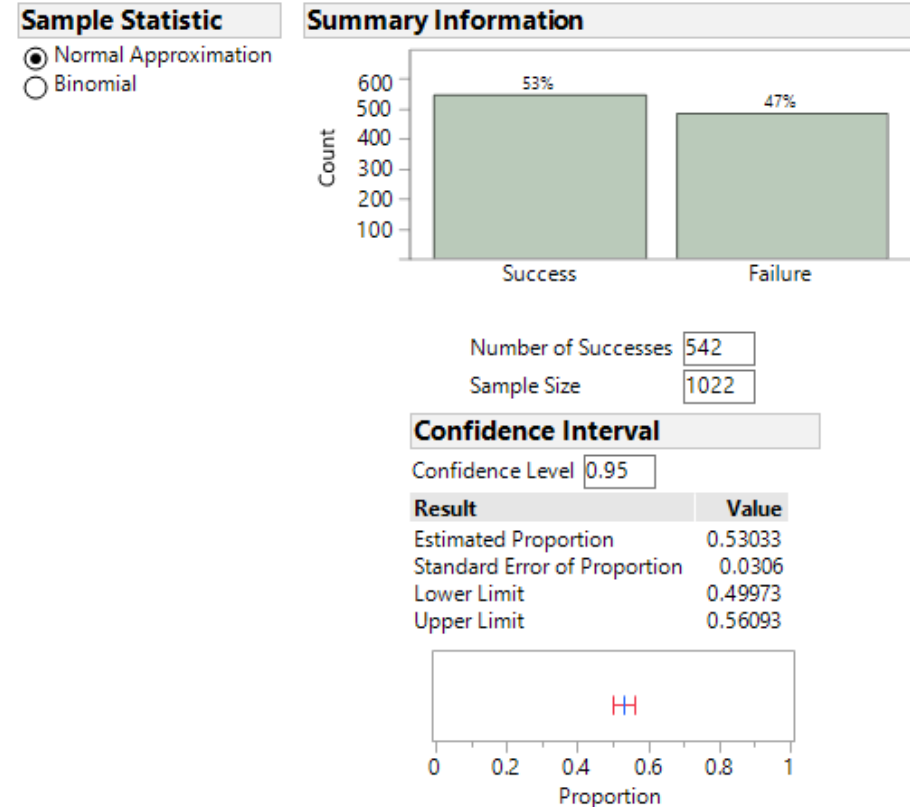 Sample Statistic
Normal Approximation
Binomial
Summary Information
Count
600
500
400
300
200
100
53%
47%
Success Failure
Number of Successes 542
Sample Size 1022
Confidence Interval
Confidence Level 0.95
Result Value
Estimated Proportion 0.53033
Standard Error of Proportion 0.0306
Lower Limit 0.49973
Upper Limit 0.56093
0 0.2 0.4 0.6 0.8 1
Proportion